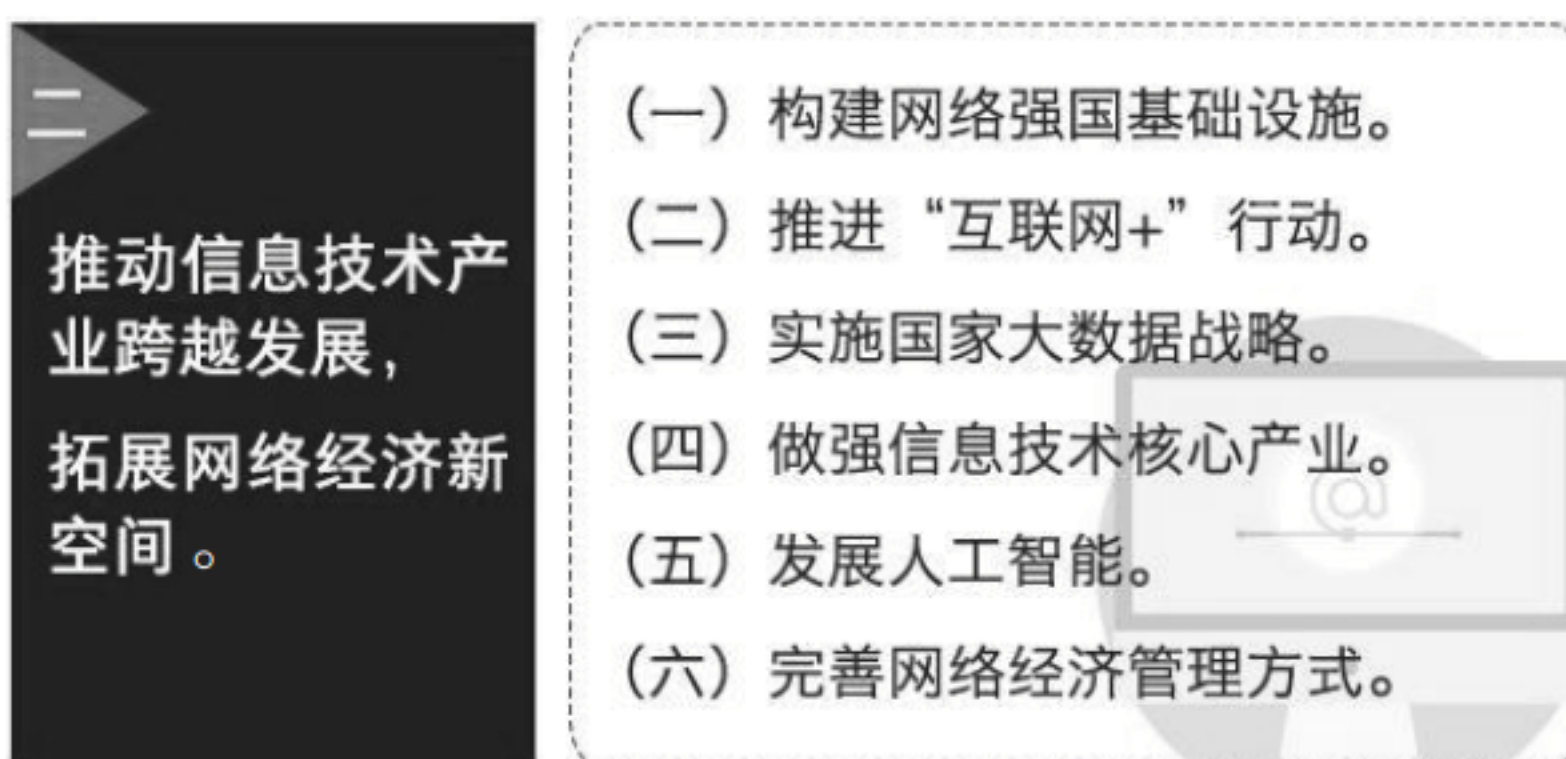 二
推动信息技术产
业跨越发展，
拓展网络经济新
空间。
（一）构建网络强国基础设施。
（二）推进“互联网+”行动。
（三）实施国家大数据战略。
（四）做强信息技术核心产业。
（五）发展人工智能。
（六）完善网络经济管理方式。
@